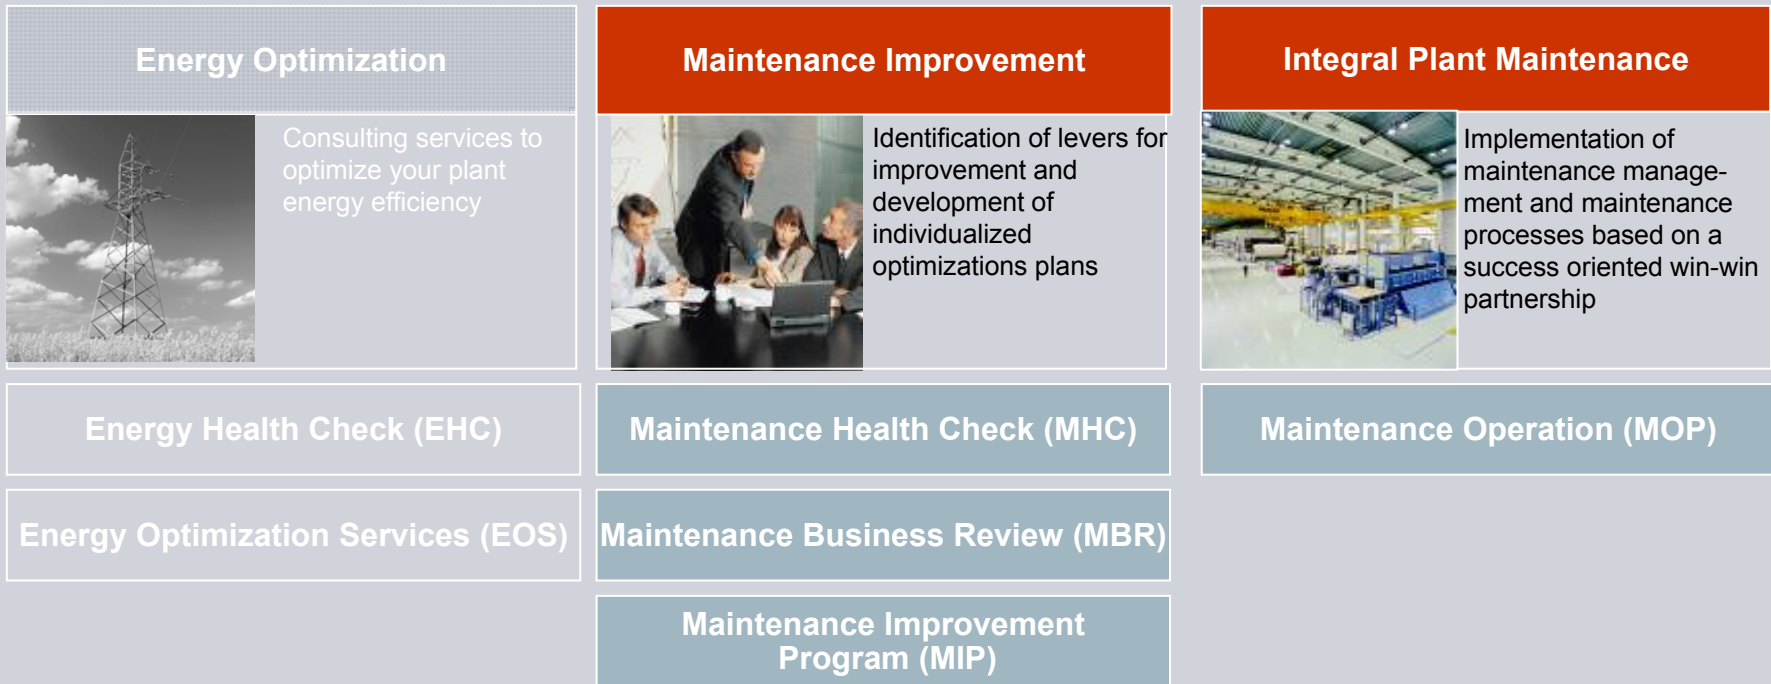 Energy Optimization
Consulting services to
optimize your plant
energy efficiency
Energy Health Check (EHC)
Energy Optimization Services (EOS)
Maintenance Improvement
Identification of levers for
improvement and
development of
individualized
optimizations plans
Maintenance Health Check (MHC)
Maintenance Business Review (MBR)
Maintenance Improvement
Program (MIP)
Integral Plant Maintenance
Implementation of
maintenance manage-
ment and maintenance
processes based on a
success oriented win-win
partnership
Maintenance Operation (MOP)